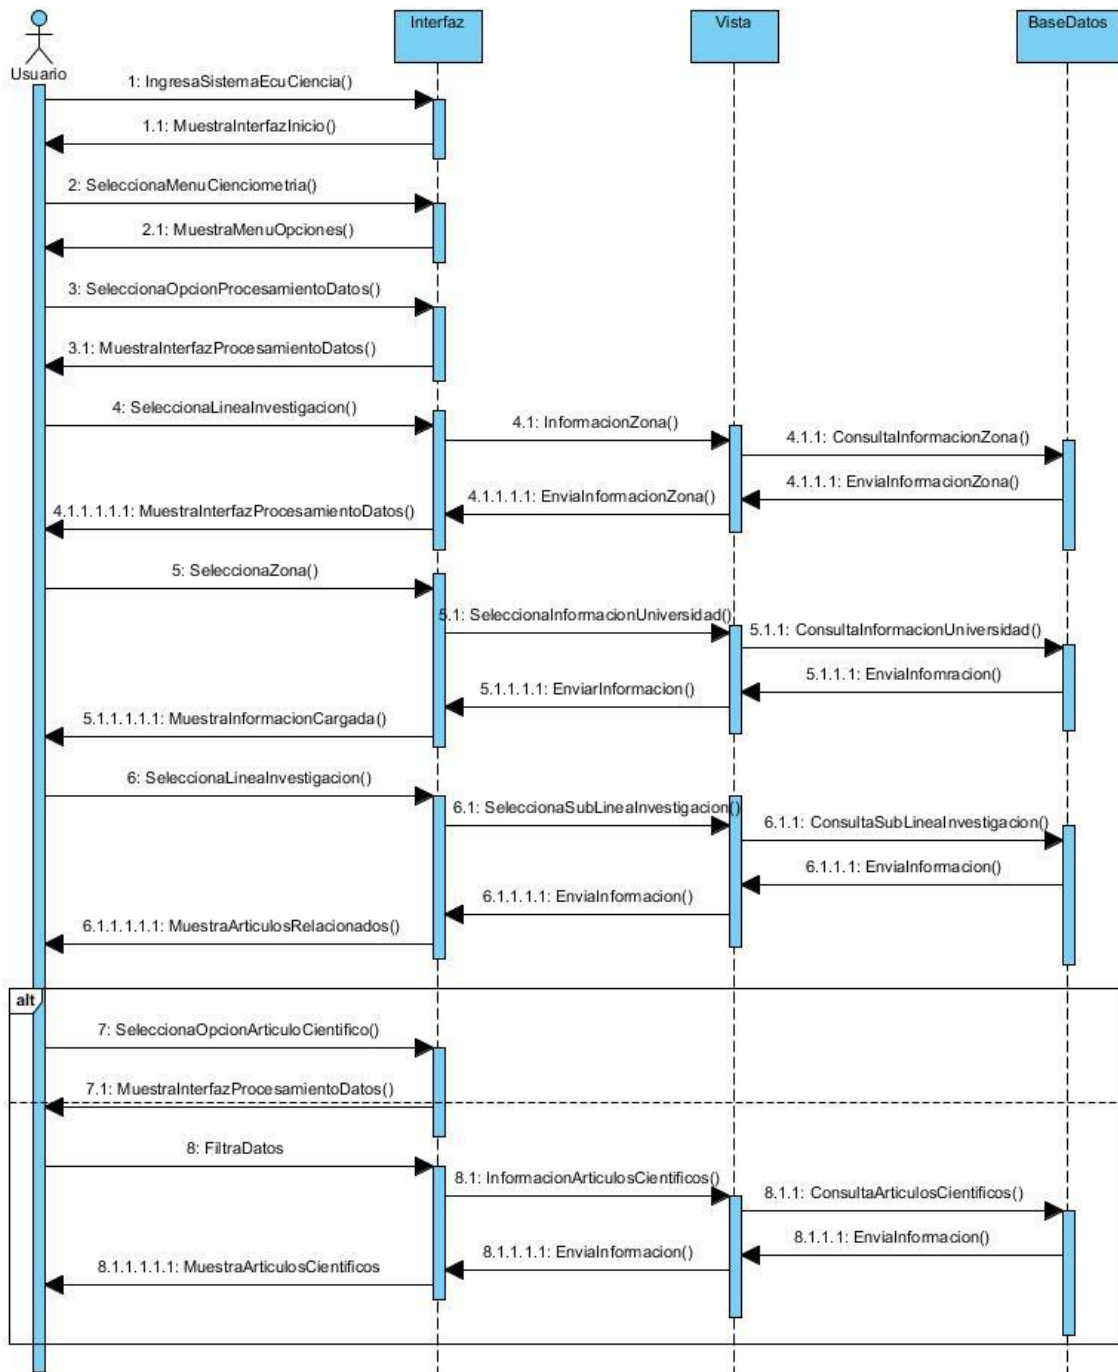 Usuario
Interfaz
Vista
BaseDatos
1: IngresaSistemaEcuCiencia()
1.1: MuestraInterfazInicio()
2: SeleccionaMenuCienciometria()
2.1: MuestraMenuOpciones()
3: SeleccionaOpcionProcesamientoDatos()
3.1: MuestraInterfazProcesamientoDatos()
4: SeleccionaLineaInvestigacion()
4.1: InformacionZona()
4.1.1: ConsultaInformacionZona()
4.1.1.1: EnviaInformacionZona()
4.1.1.1.1: EnviaInformacionZona()
4.1.1.1.1.1: MuestraInterfazProcesamientoDatos()
5: SeleccionaZona()
5.1: SeleccionaInformacionUniversidad()
5.1.1: ConsultaInformacionUniversidad()
5.1.1.1: EnviaInfomracion()
5.1.1.1.1: EnviarInformacion()
5.1.1.1.1.1: MuestraInformacionCargada()
6: SeleccionaLineaInvestigacion()
6.1: SeleccionaSubLineaInvestigacion()
6.1.1: ConsultaSubLineaInvestigacion()
6.1.1.1: EnviaInformacion()
6.1.1.1.1: EnviaInformacion()
6.1.1.1.1.1: MuestraArticulosRelacionados()
alt
7: SeleccionaOpcionArticuloCientifico()
7.1: MuestraInterfazProcesamientoDatos()
8: FiltraDatos
8.1: InformacionArticulosCientificos()
8.1.1: ConsultaArticulosCientificos()
8.1.1.1: EnviaInformacion()
8.1.1.1.1: EnviaInformacion()
8.1.1.1.1.1: MuestraArticulosCientificos